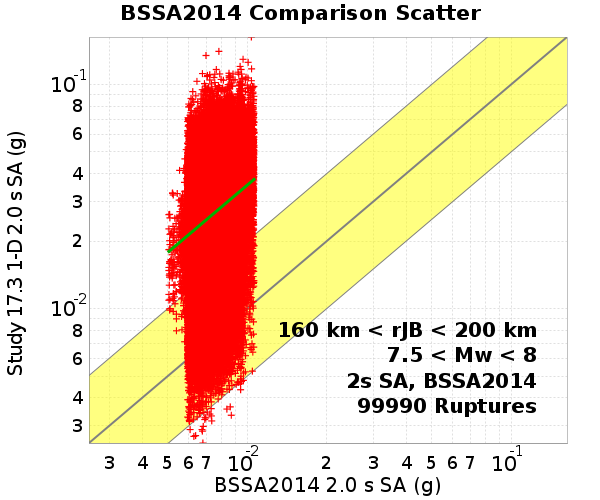 BSSA2014 Comparison Scatter
Study 17.3 1-D 2.0 s SA (g)
10-1
8
6
4
3
2
10-2
8
6
4
3
160 km < rJB < 200 km
7.5 < Mw < 8
2s SA, BSSA2014
99990 Ruptures
3 4 5 6 7 10-2 2 3 4 5 6 7 10-1
BSSA2014 2.0 s SA (g)